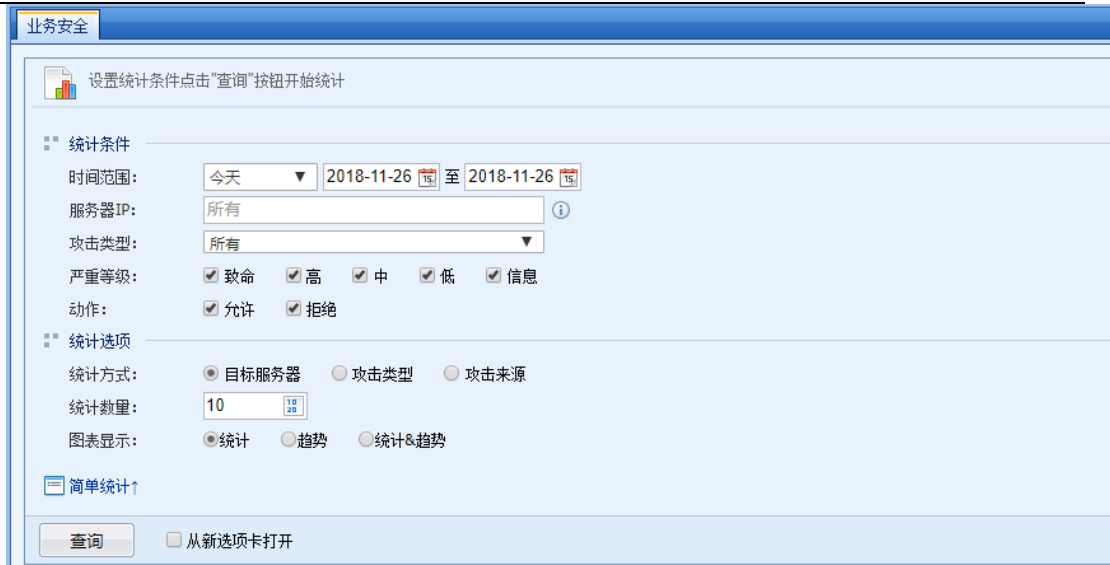 业务安全
设置统计条件点击"查询"按钮开始统计
统计条件
时间范围: 今天 2018-11-26 至 2018-11-26
服务器IP: 所有
攻击类型: 所有
严重等级: 致命 高 中 低 信息
动作: 允许 拒绝
统计选项
统计方式: 目标服务器 攻击类型 攻击来源
统计数量: 10
图表显示: 统计 趋势 统计&趋势
简单统计↑
查询 从新选项卡打开